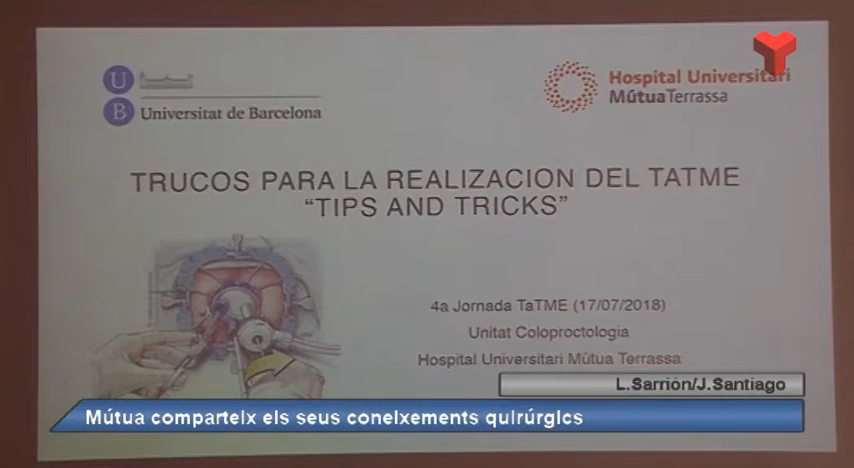 UB
Universitat de Barcelona
Hospital Universitari
MútuaTerrassa
TRUCOS PARA LA REALIZACION DEL TATME
“TIPS AND TRICKS”
4a Jornada TaTME (17/07/2018)
Unitat Coloproctologia
Hospital Universitari Mútua Terrassa
L.Sarrión/J.Santiago
Mútua comparteix els seus coneixements quirúrgics